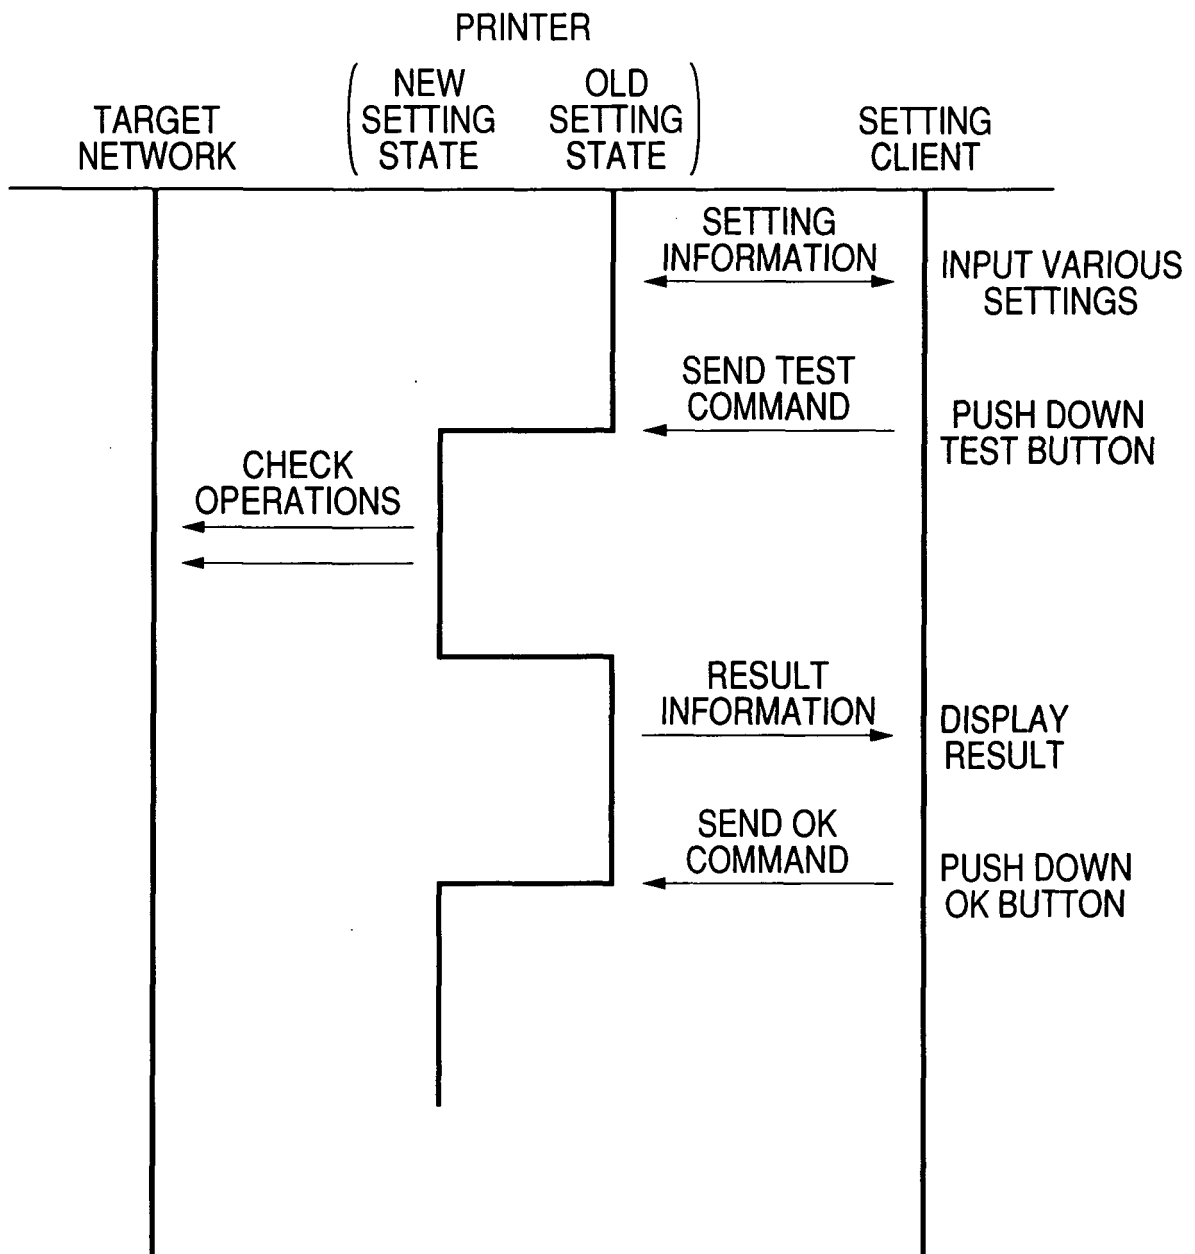 PRINTER
NEW
SETTING
STATE
OLD
SETTING
STATE
TARGET
NETWORK
SETTING
CLIENT
SETTING
INFORMATION
INPUT VARIOUS
SETTINGS
SEND TEST
COMMAND
PUSH DOWN
TEST BUTTON
CHECK
OPERATIONS
RESULT
INFORMATION
DISPLAY
RESULT
SEND OK
COMMAND
PUSH DOWN
OK BUTTON